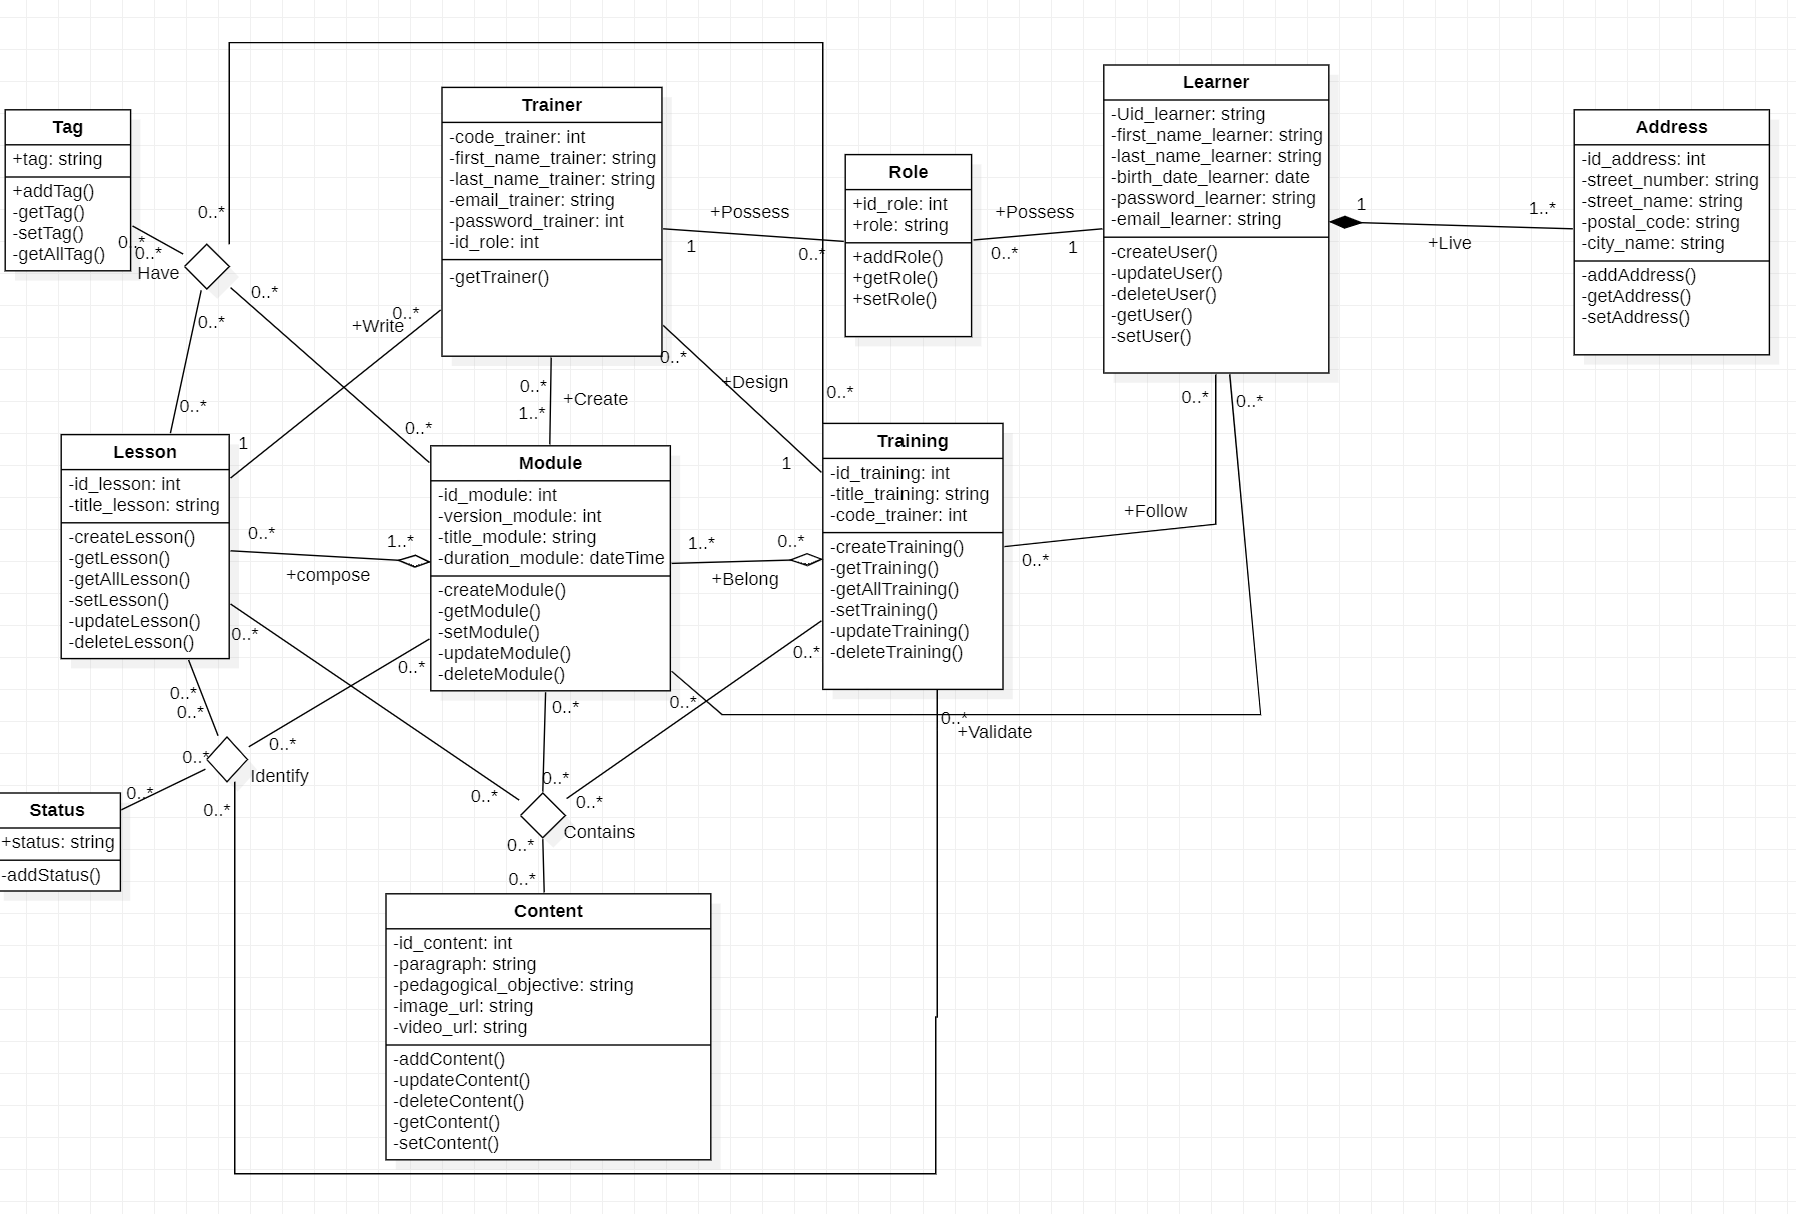 Tag
+tag: string
+addTag()
-getTag()
-setTag()
-getAllTag()
0..*
0..*
0..*
Have
0..*
0..*
0..*
0..*
0..*
Trainer
-code_trainer: int
-first_name_trainer: string
-last_name_trainer: string
-email_trainer: string
-password_trainer: int
-id_role: int
-getTrainer()
+Possess
1
0..*
Role
+id_role: int
+role: string
+addRole()
+getRole()
+setRole()
+Possess
0..*
1
Learner
-Uid_learner: string
-first_name_learner: string
-last_name_learner: string
-birth_date_learner: date
-password_learner: string
-email_learner: string
-createUser()
-updateUser()
-deleteUser()
-getUser()
-setUser()
1
1..*
+Live
Address
-id_address: int
-street_number: string
-street_name: string
-postal_code: string
-city_name: string
-addAddress()
-getAddress()
-setAddress()
0..*
+Write
1
0..*
1..*
+Create
0..*
+Design
1
0..*
0..*
0..*
+Follow
0..*
Lesson
-id_lesson: int
-title_lesson: string
-createLesson()
-getLesson()
-getAllLesson()
-setLesson()
-updateLesson()
-deleteLesson()
0..*
1..*
+compose
Module
-id_module: int
-version_module: int
-title_module: string
-duration_module: dateTime
-createModule()
-getModule()
-setModule()
-updateModule()
-deleteModule()
1..*
0..*
+Belong
Training
-id_training: int
-title_training: string
-code_trainer: int
-createTraining()
-getTraining()
-getAllTraining()
-setTraining()
-updateTraining()
-deleteTraining()
0..*
0..*
0..*
0..*
0..*
0..*
0..*
0..*
+Validate
0..*
0..*
Identify
0..*
0..*
Status
+status: string
-addStatus()
0..*
0..*
0..*
0..*
Contains
0..*
0..*
Content
-id_content: int
-paragraph: string
-pedagogical_objective: string
-image_url: string
-video_url: string
-addContent()
-updateContent()
-deleteContent()
-getContent()
-setContent()